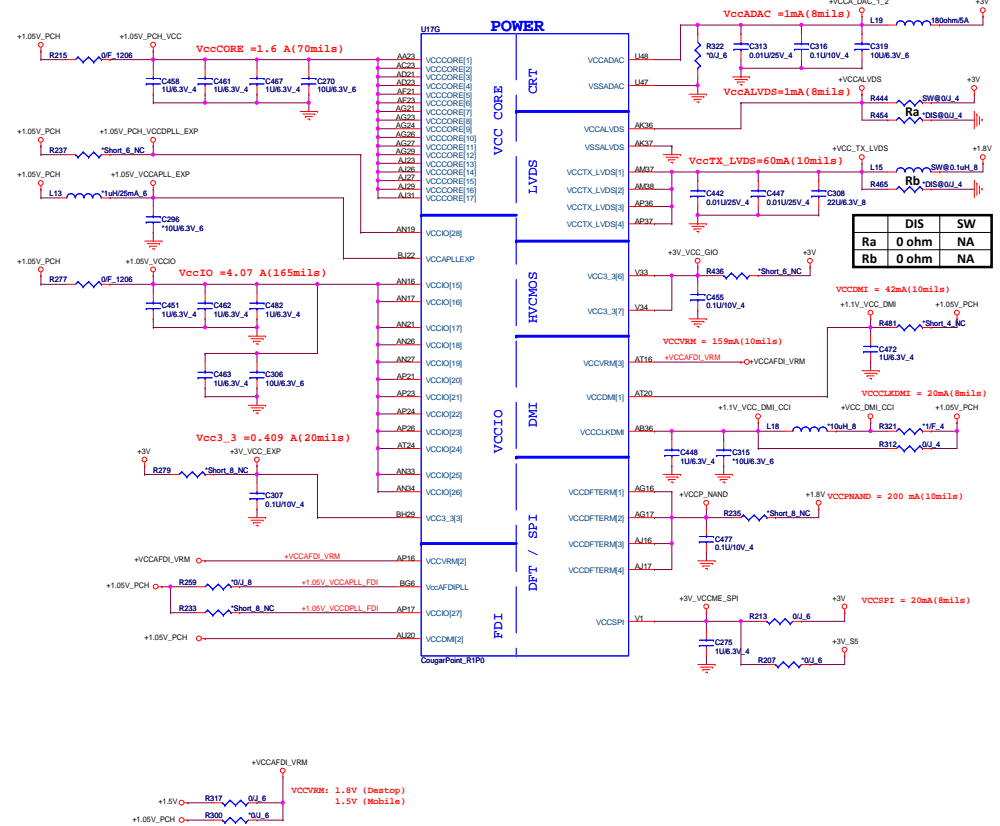 POWER
U17G
+1.05V_PCH
+1.05V_PCH_VCC
R215
0/F_1206
VccCORE =1.6 A(70mils)
C458
1U/6.3V_4
C461
1U/6.3V_4
C467
1U/6.3V_4
C270
10U/6.3V_6
+1.05V_PCH
+1.05V_PCH_VCCDPLL_EXP
R237
*Short_6_NC
+1.05V_PCH
+1.05V_VCCAPLL_EXP
L13
*1uH/25mA_6
C296
*10U/6.3V_6
+1.05V_PCH
+1.05V_VCCIO
R277
0/F_1206
VccIO =4.07 A(165mils)
C451
1U/6.3V_4
C462
1U/6.3V_4
C482
1U/6.3V_4
C463
1U/6.3V_4
C306
10U/6.3V_6
Vcc3_3 =0.409 A(20mils)
+3V
+3V_VCC_EXP
R279
*Short_8_NC
C307
0.1U/10V_4
+VCCAFDI_VRM
+VCCAFDI_VRM
+1.05V_PCH
R259
*0/J_8
+1.05V_VCCAPLL_FDI
R233
*Short_8_NC
+1.05V_VCCDPLL_FDI
+1.05V_PCH
AA23
AC23
AD21
AD23
AF21
AF23
AG21
AG23
AG24
AG26
AG27
AG29
AJ23
AJ26
AJ27
AJ29
AJ31
AN19
BJ22
AN16
AN17
AN21
AN26
AN27
AP21
AP23
AP24
AP26
AT24
AN33
AN34
BH29
AP16
BG6
AP17
AU20
VCCCORE[1]
VCCCORE[2]
VCCCORE[3]
VCCCORE[4]
VCCCORE[5]
VCCCORE[6]
VCCCORE[7]
VCCCORE[8]
VCCCORE[9]
VCCCORE[10]
VCCCORE[11]
VCCCORE[12]
VCCCORE[13]
VCCCORE[14]
VCCCORE[15]
VCCCORE[16]
VCCCORE[17]
VCCIO[28]
VCCAPLLEXP
VCCIO[15]
VCCIO[16]
VCCIO[17]
VCCIO[18]
VCCIO[19]
VCCIO[20]
VCCIO[21]
VCCIO[22]
VCCIO[23]
VCCIO[24]
VCCIO[25]
VCCIO[26]
VCC3_3[3]
VCCVRM[2]
VccAFDIPLL
VCCIO[27]
VCCDMI[2]
CougarPoint_R1P0
VCC CORE
VCCIO
FDI
CRT
LVDS
HVCMOS
DMI
DFT / SPI
VCCADAC
VSSADAC
VCCALVDS
VSSALVDS
VCCTX_LVDS[1]
VCCTX_LVDS[2]
VCCTX_LVDS[3]
VCCTX_LVDS[4]
VCC3_3[6]
VCC3_3[7]
VCCVRM[3]
VCCDMI[1]
VCCCLKDMI
VCCDFTERM[1]
VCCDFTERM[2]
VCCDFTERM[3]
VCCDFTERM[4]
VCCSPI
U48
U47
AK36
AK37
AM37
AM38
AP36
AP37
V33
V34
AT16
AT20
AB36
AG16
AG17
AJ16
AJ17
V1
VccADAC =1mA(8mils)
+VCCA_DAC_1_2
+3V
L19
180ohm/5A
R322
*0/J_6
C313
0.01U/25V_4
C316
0.1U/10V_4
C319
10U/6.3V_6
VccALVDS=1mA(8mils)
+VCCALVDS
+3V
R444
SW@0/J_4
Ra
R454
*DIS@0/J_4
VccTX_LVDS=60mA(10mils)
+VCC_TX_LVDS
+1.8V
L15
SW@0.1uH_8
Rb
R465
*DIS@0/J_4
C442
0.01U/25V_4
C447
0.01U/25V_4
C308
22U/6.3V_8
DIS SW
Ra 0 ohm NA
Rb 0 ohm NA
+3V_VCC_GIO
+3V
R436
*Short_6_NC
C455
0.1U/10V_4
VCCDMI = 42mA(10mils)
+1.1V_VCC_DMI
+1.05V_PCH
R481
*Short_4_NC
C472
1U/6.3V_4
VCCVRM = 159mA(10mils)
+VCCAFDI_VRM
+VCCAFDI_VRM
VCCCLKDMI = 20mA(8mils)
+1.1V_VCC_DMI_CCI
+VCC_DMI_CCI
+1.05V_PCH
L18
*10uH_8
R321
*1/F_4
R312
0/J_4
C448
1U/6.3V_4
C315
*10U/6.3V_6
+VCCP_NAND
+1.8V
VCCPNAND = 200 mA(10mils)
R235
*Short_8_NC
C477
0.1U/10V_4
+3V_VCCME_SPI
+3V
VCCSPI = 20mA(8mils)
R213
0/J_6
C275
1U/6.3V_4
+3V_S5
R207
*0/J_6
+VCCAFDI_VRM
+1.5V
R317
0/J_6
+1.05V_PCH
R300
*0/J_6
VCCVRM: 1.8V (Destop)
1.5V (Mobile)